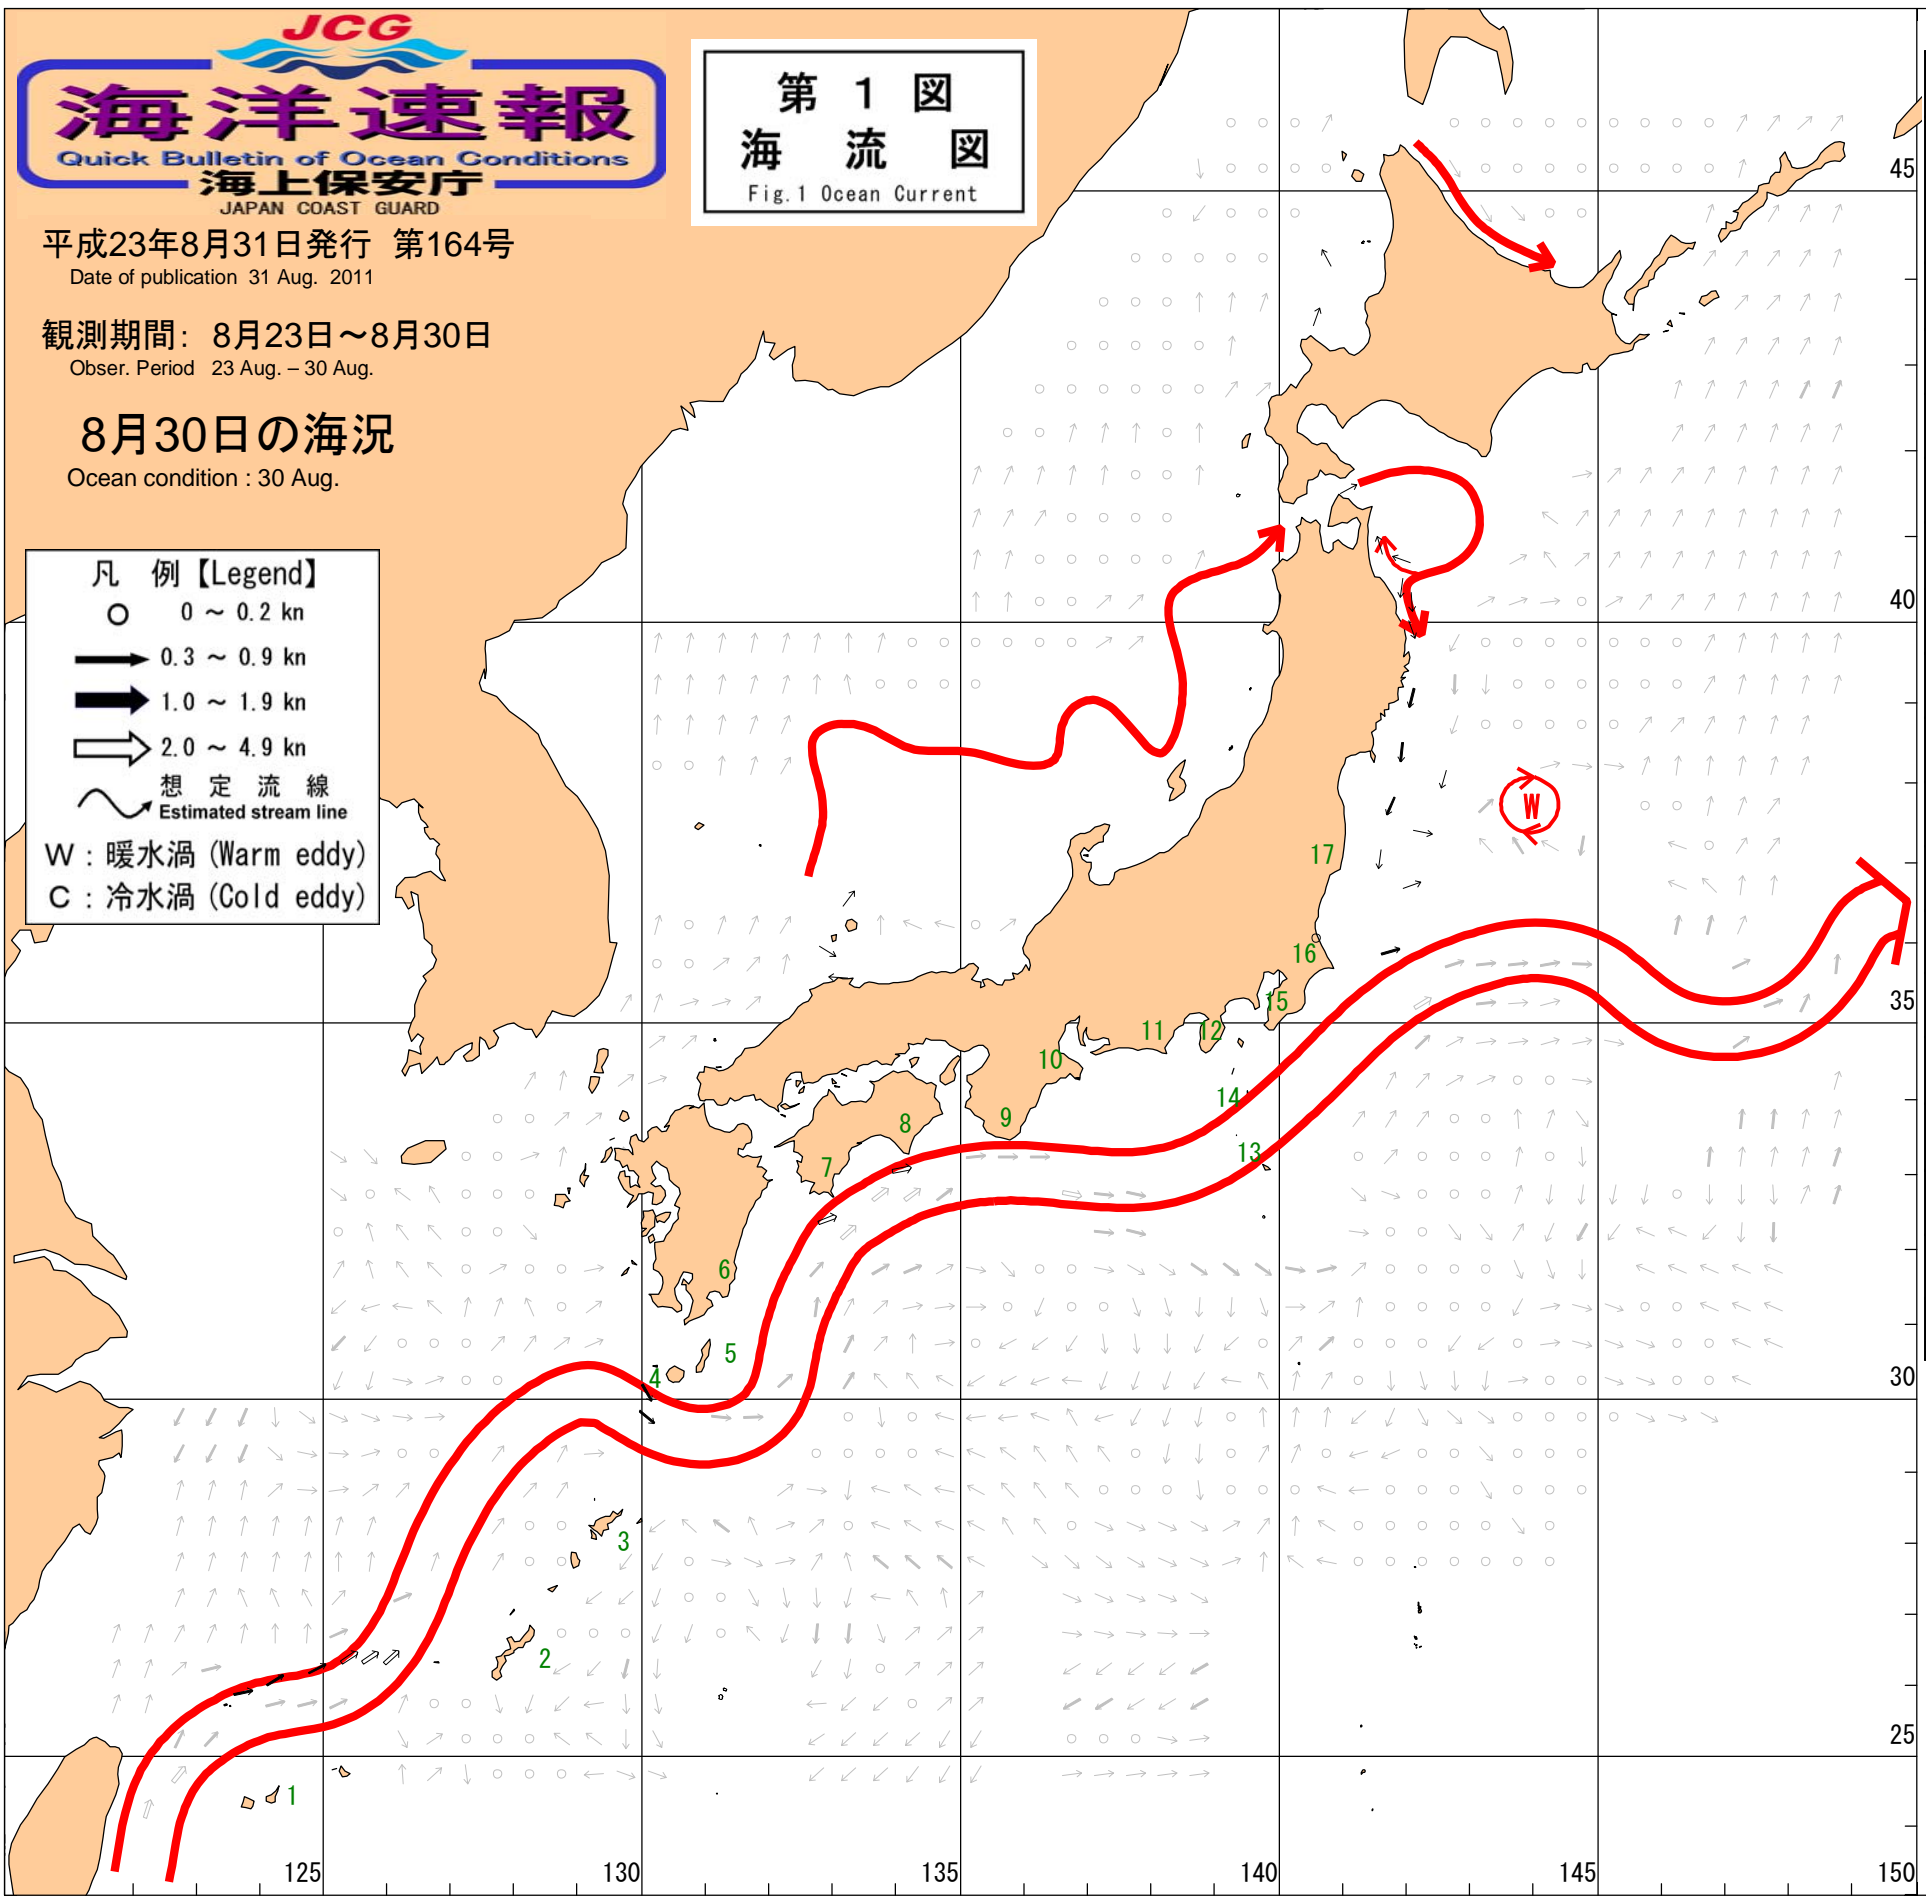 JCG
海洋速報
Quick Bulletin of Ocean Conditions
海上保安庁
JAPAN COAST GUARD
第 1 図
海 流 図
Fig.1 Ocean Current
平成23年8月31日発行 第164号
Date of publication 31 Aug. 2011
観測期間: 8月23日～8月30日
Obser. Period 23 Aug. – 30 Aug.
8月30日の海況
Ocean condition : 30 Aug.
凡 例【Legend】
0 ～ 0.2 kn
0.3 ～ 0.9 kn
1.0 ～ 1.9 kn
2.0 ～ 4.9 kn
想 定 流 線
Estimated stream line
W : 暖水渦 (Warm eddy)
C : 冷水渦 (Cold eddy)
45
40
W
17
16
35
15
12
11
10
14
9
8
13
7
6
5
4
30
3
2
25
1
125
130
135
140
145
150